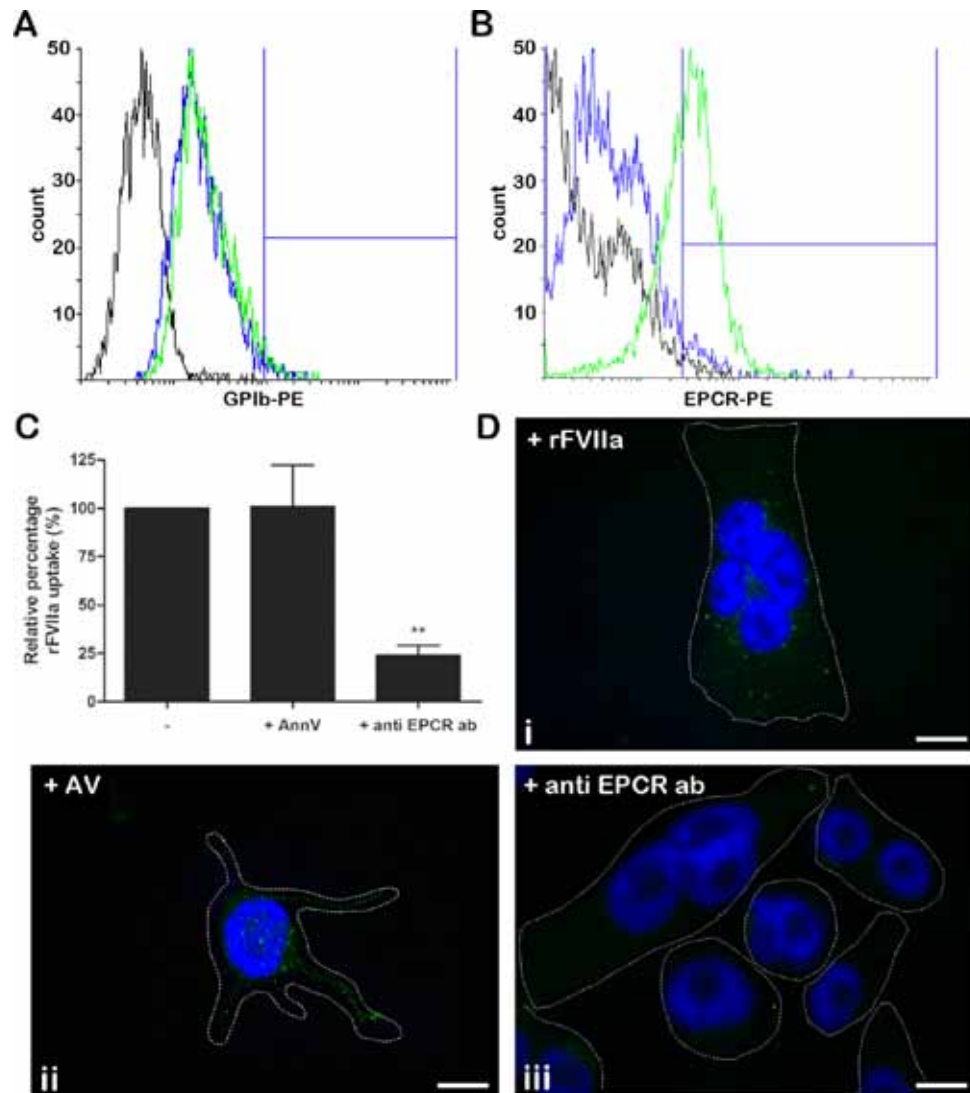 A
50
40
30
20
10
count
GPIb-PE
B
50
40
30
20
10
count
EPCR-PE
C
125
100
75
50
25
0
Relative percentage
rFVIIa uptake (%)
**
-
+ AnnV
+ anti EPCR ab
D
+ rFVIIa
i
+ AV
ii
+ anti EPCR ab
iii